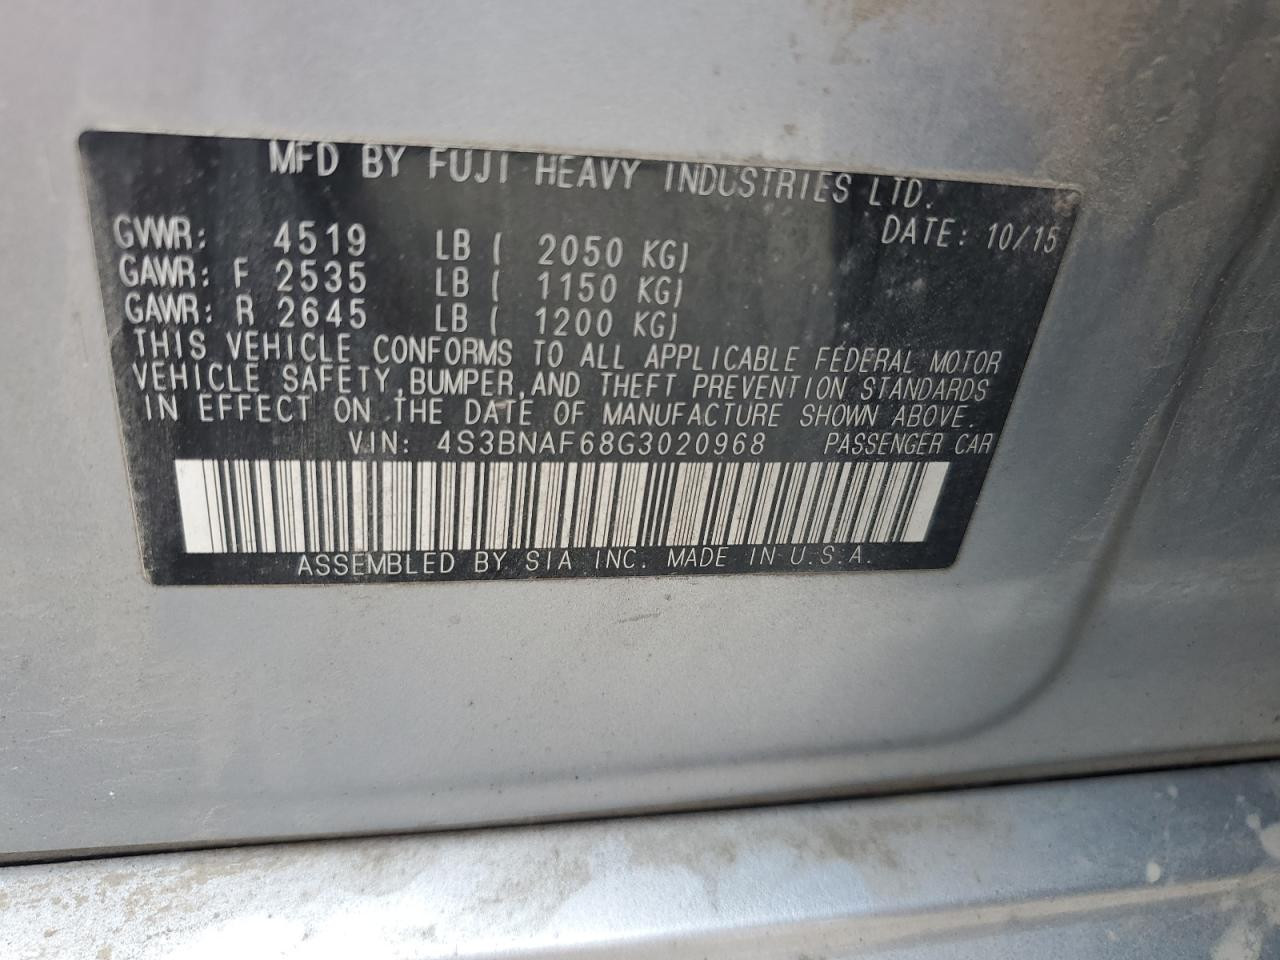 MFD BY FUJI HEAVY INDUSTRIES LTD.
DATE: 10/15
GVWR: 4519 LB ( 2050 KG)
GAWR: F 2535 LB ( 1150 KG)
GAWR: R 2645 LB ( 1200 KG)
THIS VEHICLE CONFORMS TO ALL APPLICABLE FEDERAL MOTOR
VEHICLE SAFETY, BUMPER, AND THEFT PREVENTION STANDARDS
IN EFFECT ON THE DATE OF MANUFACTURE SHOWN ABOVE.
VIN: 4S3BNAF68G3020968 PASSENGER CAR
ASSEMBLED BY SIA INC. MADE IN U.S.A.